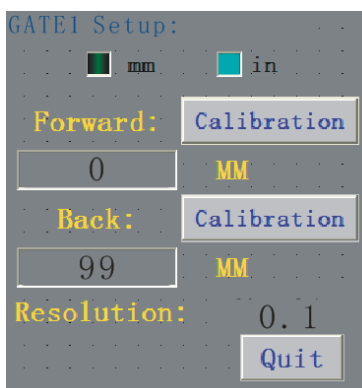 GATE1 Setup:
mm in
Forward: Calibration
0 MM
Back: Calibration
99 MM
Resolution: 0.1
Quit